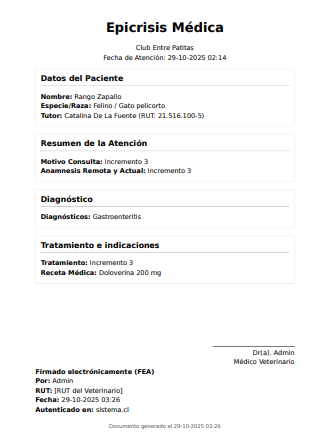 Epicrisis Médica
Club Entre Patitas
Fecha de Atención: 29-10-2025 02:14
Datos del Paciente
Nombre: Rango Zapallo
Especie/Raza: Felino / Gato pelicorto
Tutor: Catalina De La Fuente (RUT: 21.516.100-5)
Resumen de la Atención
Motivo Consulta: Incremento 3
Anamnesis Remota y Actual: Incremento 3
Diagnóstico
Diagnósticos: Gastroenteritis
Tratamiento e indicaciones
Tratamiento: Incremento 3
Receta Médica: Doloverina 200 mg
Dr(a). Admin
Médico Veterinario
Firmado electrónicamente (FEA)
Por: Admin
RUT: [RUT del Veterinario]
Fecha: 29-10-2025 03:26
Autenticado en: sistema.cl
Documento generado el 29-10-2025 03:26